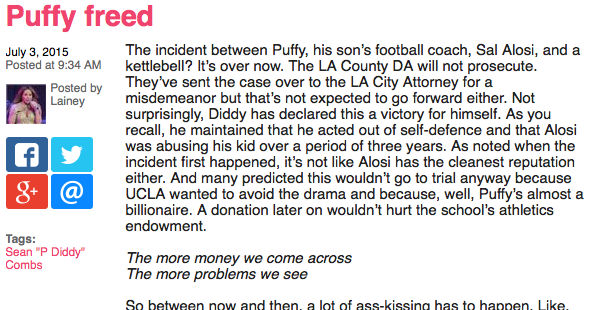 Puffy freed
July 3, 2015
Posted at 9:34 AM
Posted by
Lainey
f
g+
@
Tags:
Sean "P Diddy"
Combs
The incident between Puffy, his son's football coach, Sal Alosi, and a
kettlebell? It's over now. The LA County DA will not prosecute.
They've sent the case over to the LA City Attorney for a
misdemeanor but that's not expected to go forward either. Not
surprisingly, Diddy has declared this a victory for himself. As you
recall, he maintained that he acted out of self-defence and that Alosi
was abusing his kid over a period of three years. As noted when the
incident first happened, it's not like Alosi has the cleanest reputation
either. And many predicted this wouldn't go to trial anyway because
UCLA wanted to avoid the drama and because, well, Puffy's almost a
billionaire. A donation later on wouldn't hurt the school's athletics
endowment.
The more money we come across
The more problems we see
So between now and then, a lot of ass-kissing has to happen. Like,